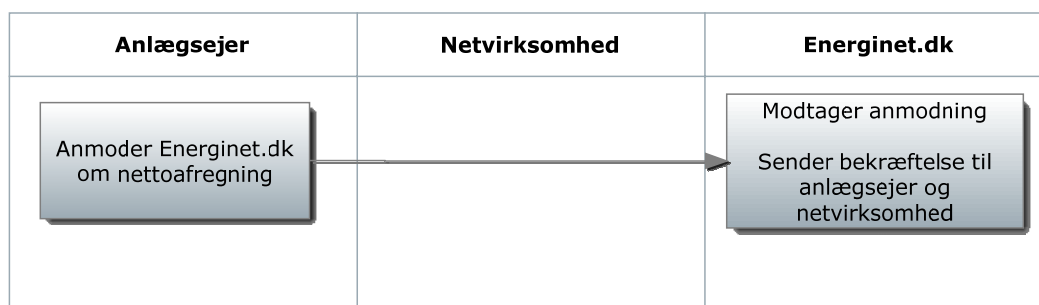 Anlægsejer
Netvirksomhed
Energinet.dk
Anmoder Energinet.dk
om nettoafregning
Modtager anmodning
Sender bekræftelse til
anlægsejer og
netvirksomhed